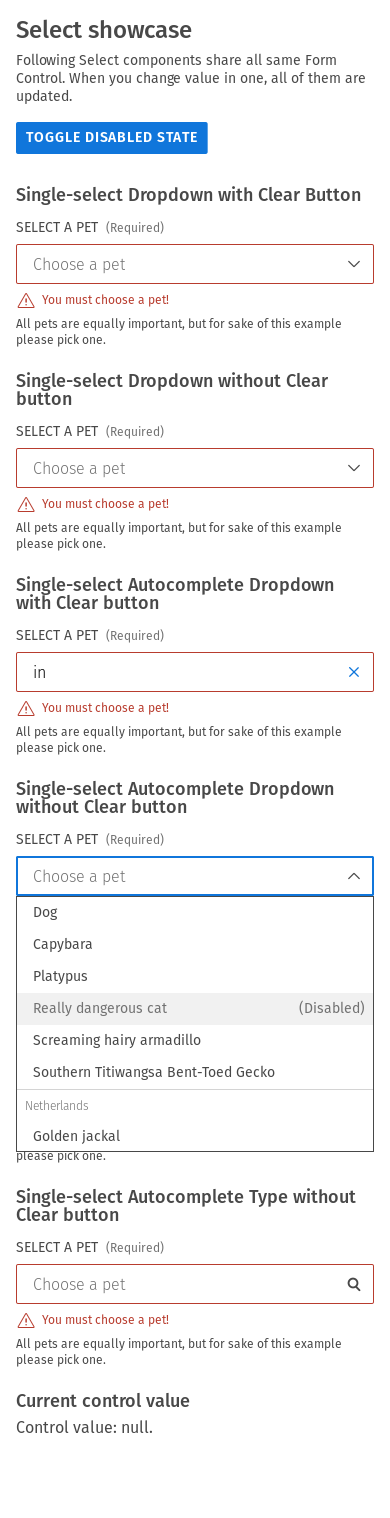 Select showcase
Following Select components share all same Form
Control. When you change value in one, all of them are
updated.
TOGGLE DISABLED STATE
Single-select Dropdown with Clear Button
SELECT A PET (Required)
Choose a pet
You must choose a pet!
All pets are equally important, but for sake of this example
please pick one.
Single-select Dropdown without Clear
button
SELECT A PET (Required)
Choose a pet
You must choose a pet!
All pets are equally important, but for sake of this example
please pick one.
Single-select Autocomplete Dropdown
with Clear button
SELECT A PET (Required)
in
You must choose a pet!
All pets are equally important, but for sake of this example
please pick one.
Single-select Autocomplete Dropdown
without Clear button
SELECT A PET (Required)
Choose a pet
Dog
Capybara
Platypus
Really dangerous cat (Disabled)
Screaming hairy armadillo
Southern Titiwangsa Bent-Toed Gecko
Netherlands
Golden jackal
please pick one.
Single-select Autocomplete Type without
Clear button
SELECT A PET (Required)
Choose a pet
You must choose a pet!
All pets are equally important, but for sake of this example
please pick one.
Current control value
Control value: null.